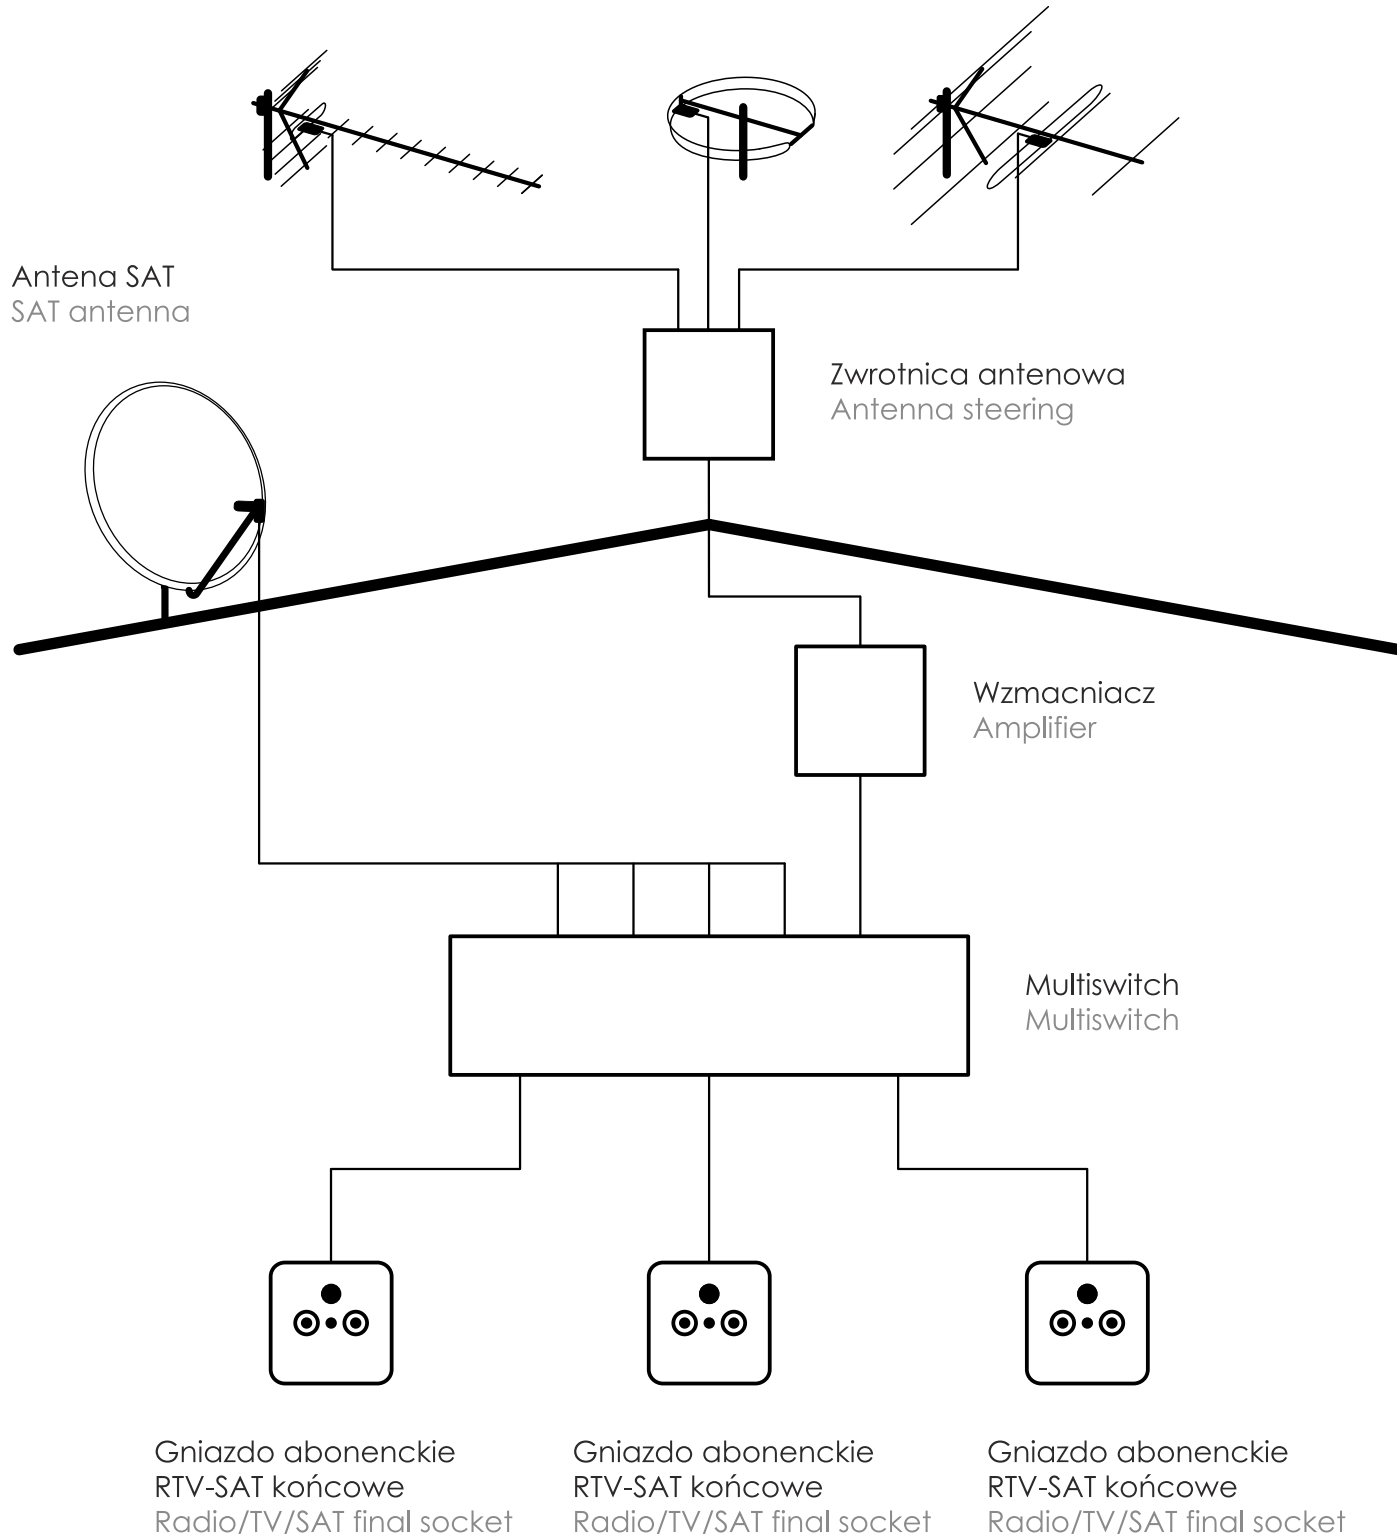 Antena SAT
SAT antenna
Zwrotnica antenowa
Antenna steering
Wzmacniacz
Amplifier
Multiswitch
Multiswitch
Gniazdo abonenckie
RTV-SAT końcowe
Radio/TV/SAT final socket
Gniazdo abonenckie
RTV-SAT końcowe
Radio/TV/SAT final socket
Gniazdo abonenckie
RTV-SAT końcowe
Radio/TV/SAT final socket